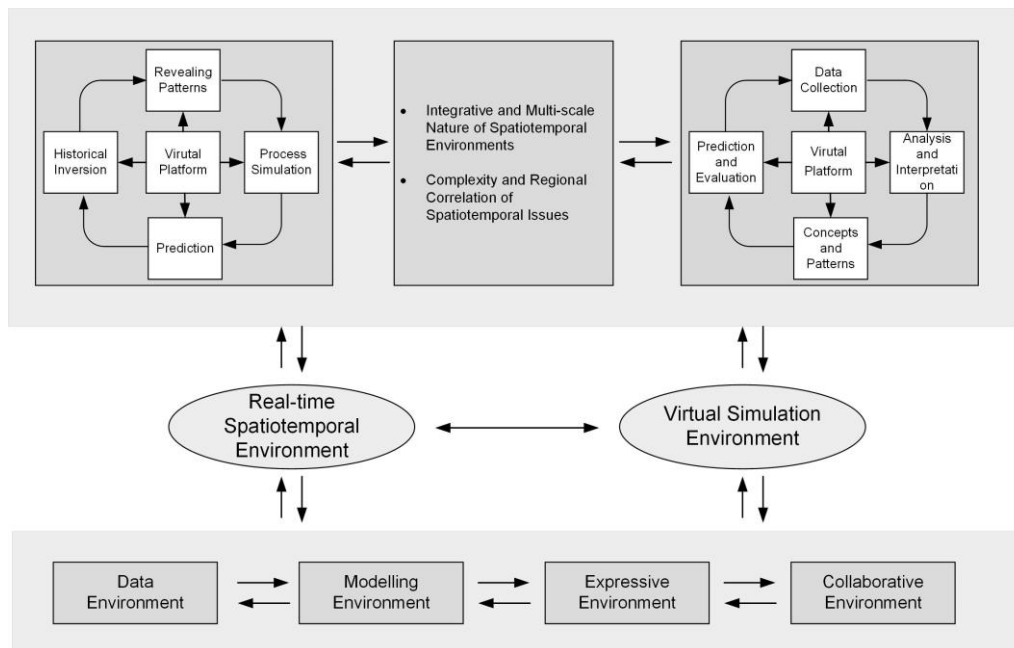 Revealing
Patterns
Historical
Inversion
Virutal
Platform
Process
Simulation
Prediction
• Integrative and Multi-scale
Nature of Spatiotemporal
Environments
• Complexity and Regional
Correlation of
Spatiotemporal Issues
Data
Collection
Prediction
and
Evaluation
Virutal
Platform
Analysis
and
Interpretati
on
Concepts
and
Patterns
Real-time
Spatiotemporal
Environment
Virtual Simulation
Environment
Data
Environment
Modelling
Environment
Expressive
Environment
Collaborative
Environment